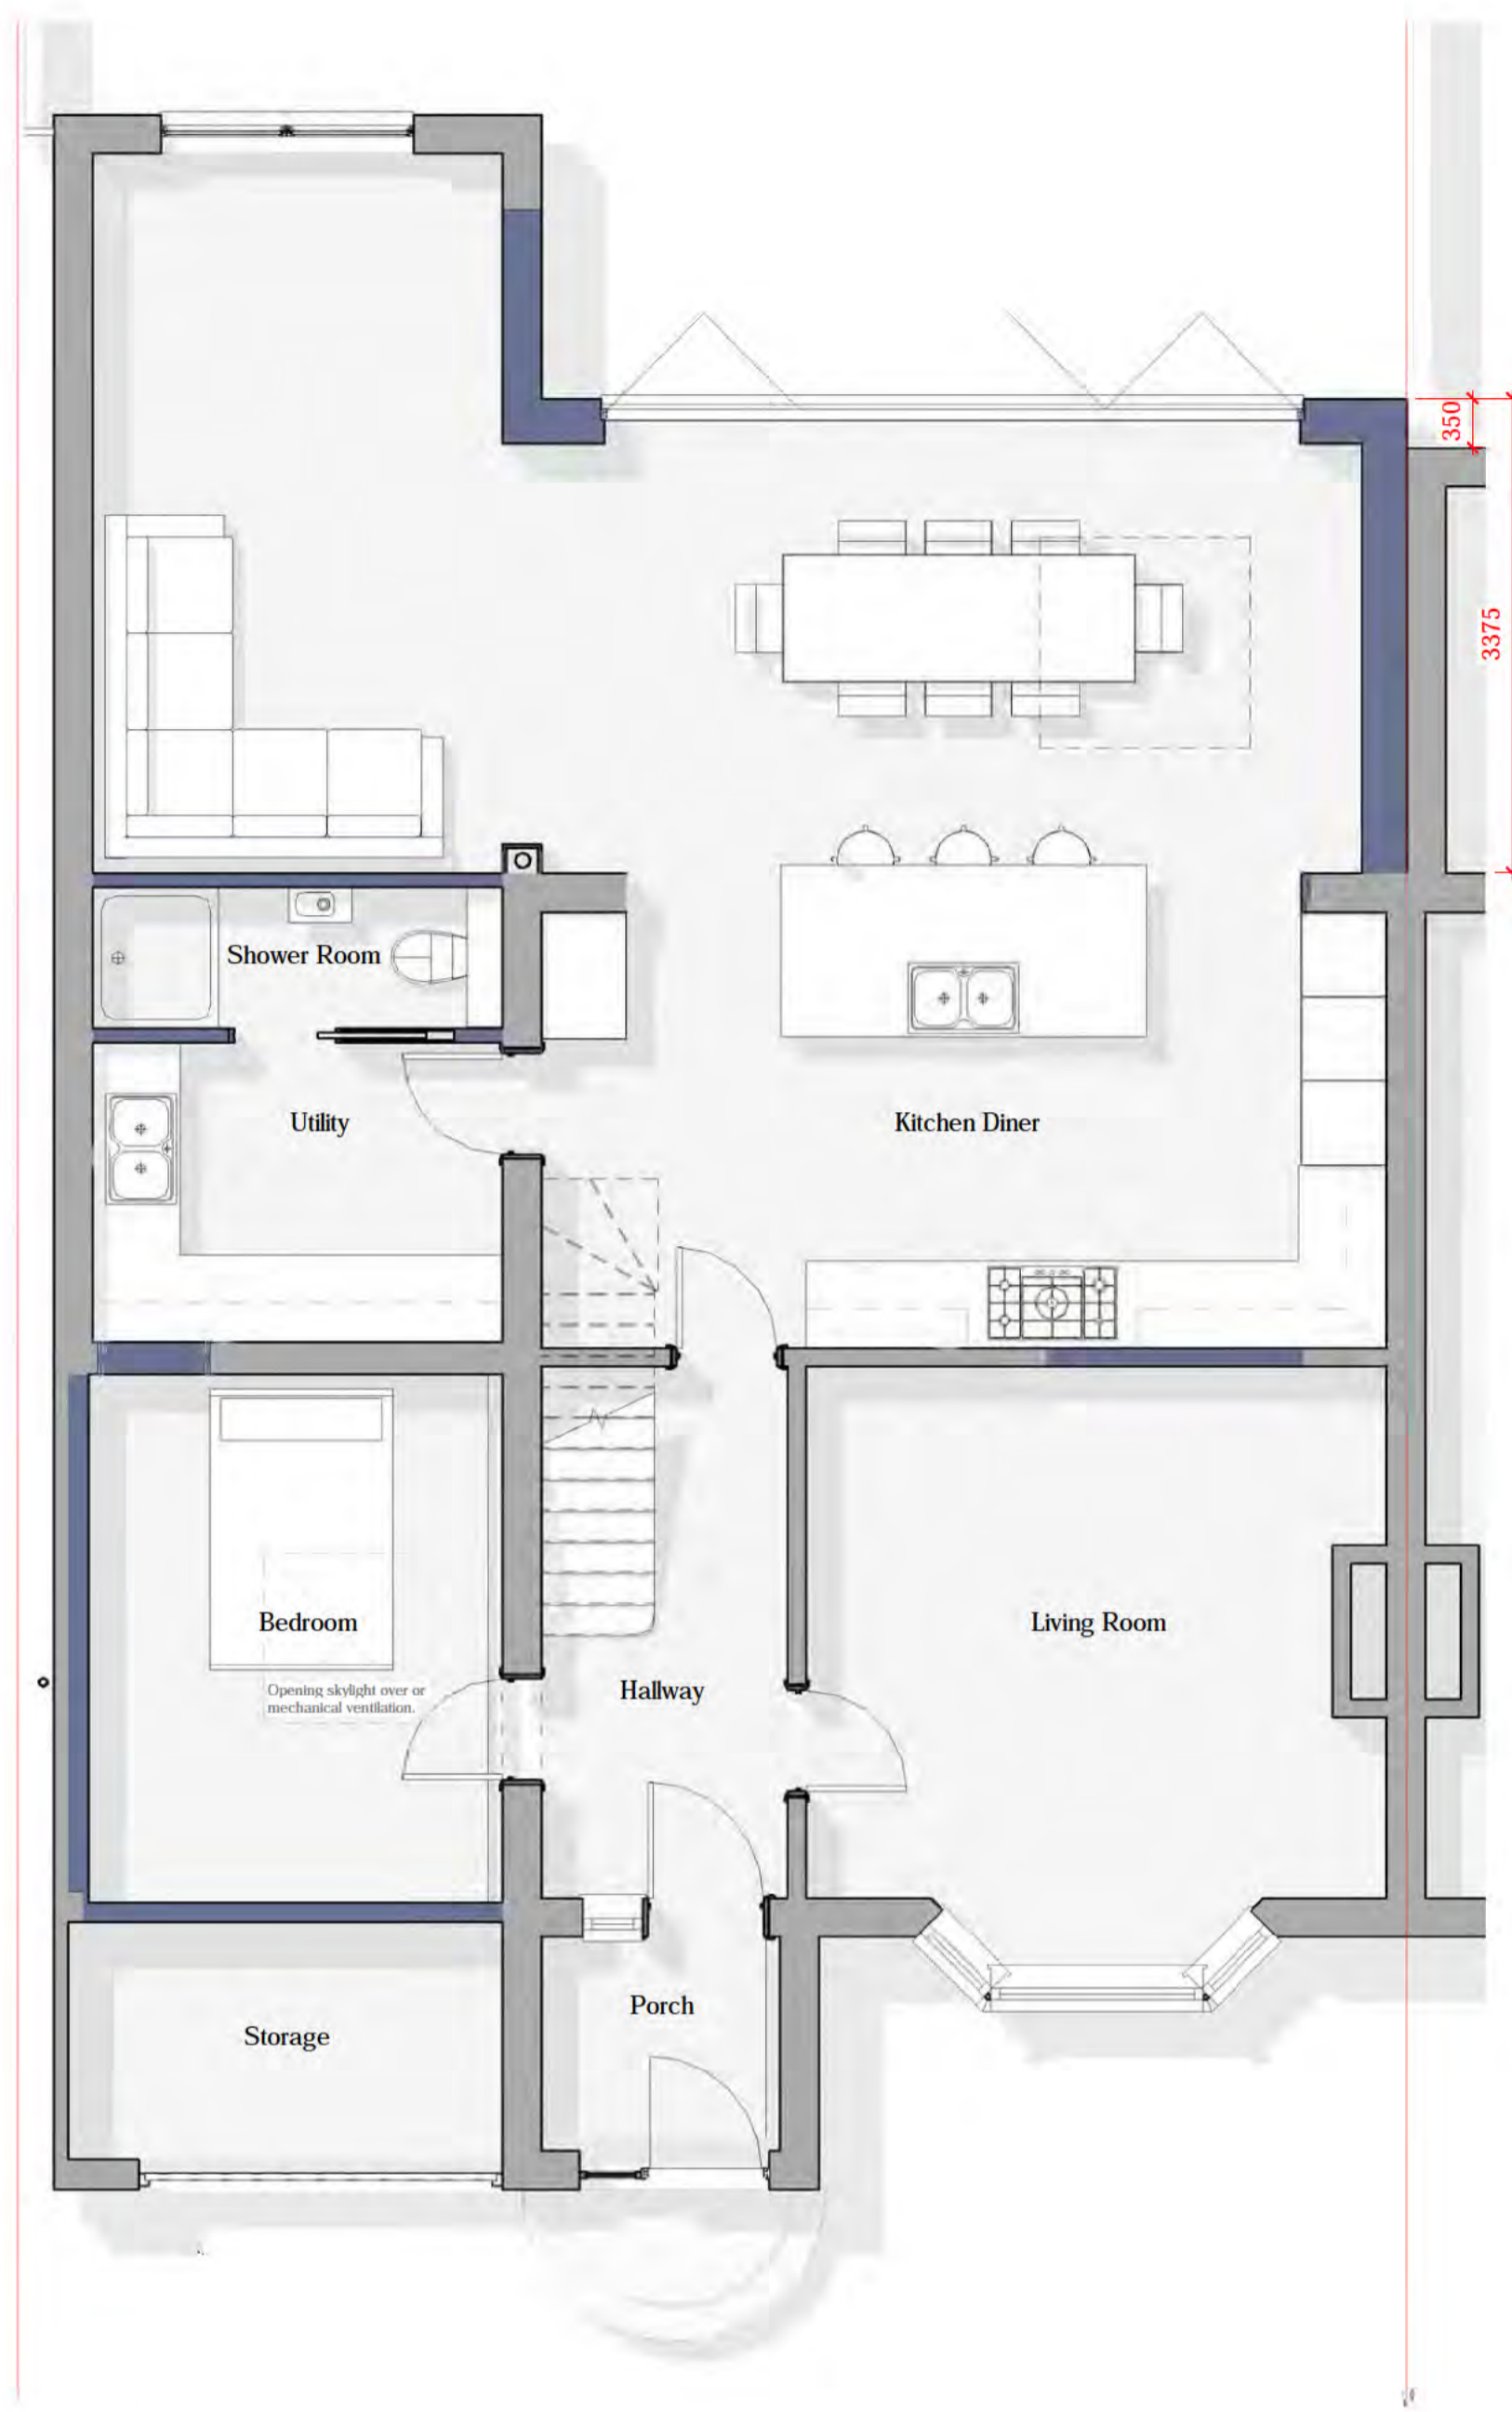 350
3375
Shower Room
Utility
Kitchen Diner
Bedroom
Living Room
Opening skylight over or
mechanical ventilation.
Hallway
Porch
Storage